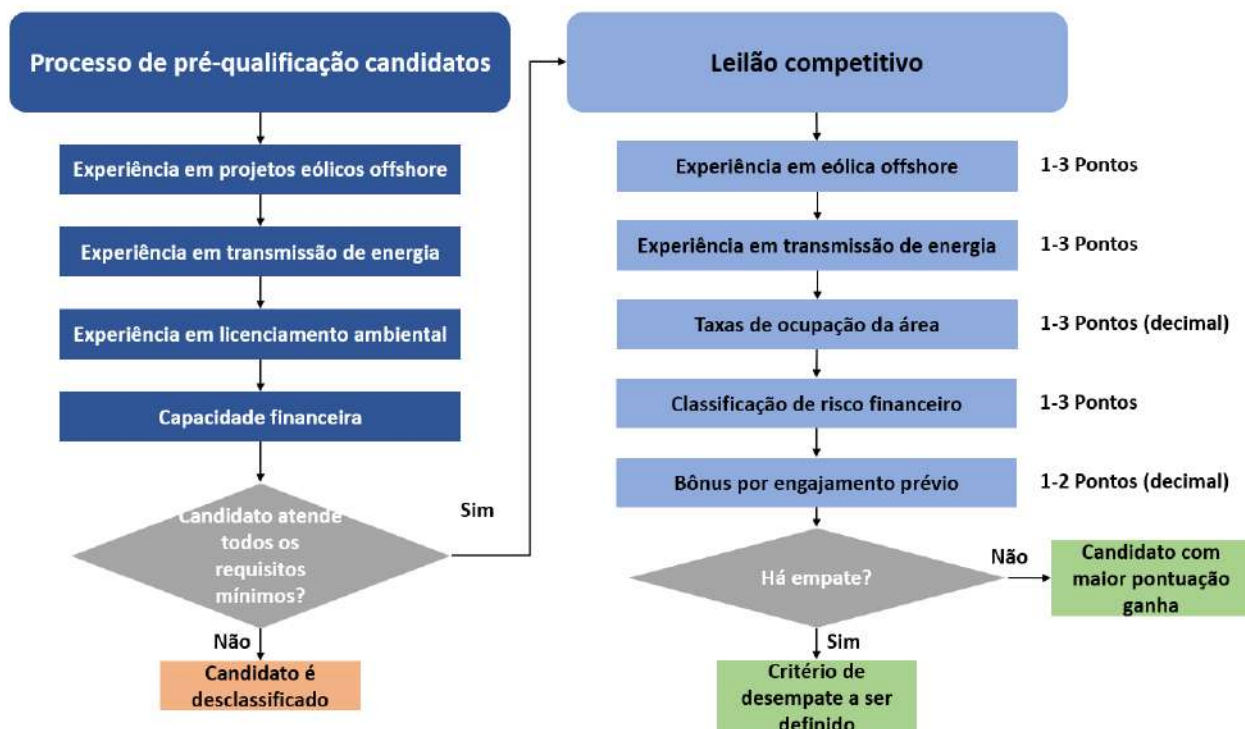 Processo de pré-qualificação candidatos
Experiência em projetos eólicos offshore
Experiência em transmissão de energia
Experiência em licenciamento ambiental
Capacidade financeira
Candidato atende
todos os
requisitos
mínimos?
Sim
Não
Candidato é
desclassificado
Leilão competitivo
Experiência em eólica offshore
1-3 Pontos
Experiência em transmissão de energia
1-3 Pontos
Taxas de ocupação da área
1-3 Pontos (decimal)
Classificação de risco financeiro
1-3 Pontos
Bônus por engajamento prévio
1-2 Pontos (decimal)
Há empate?
Não
Candidato com
maior pontuação
ganha
Sim
Critério de
desempate a ser
definido